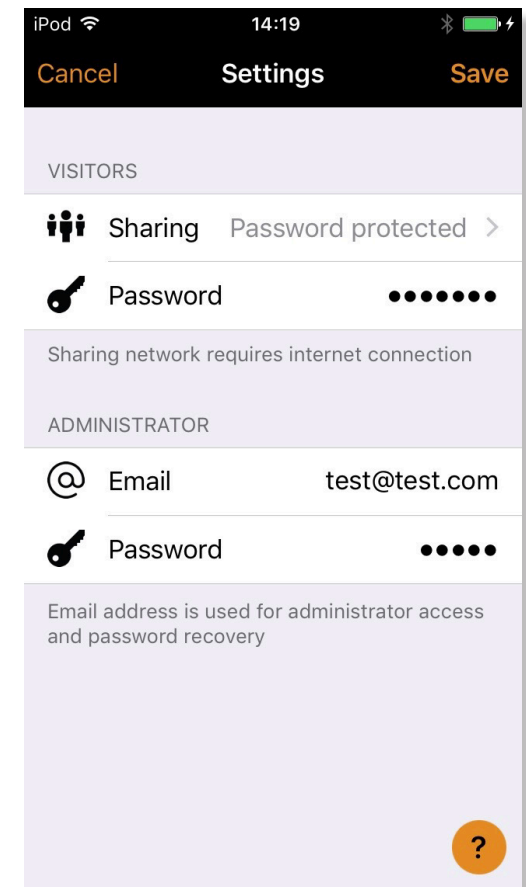 iPod 14:19
Cancel Settings Save
VISITORS
Sharing Password protected
Password •••••••
Sharing network requires internet connection
ADMINISTRATOR
@ Email test@test.com
Password •••••
Email address is used for administrator access
and password recovery
?